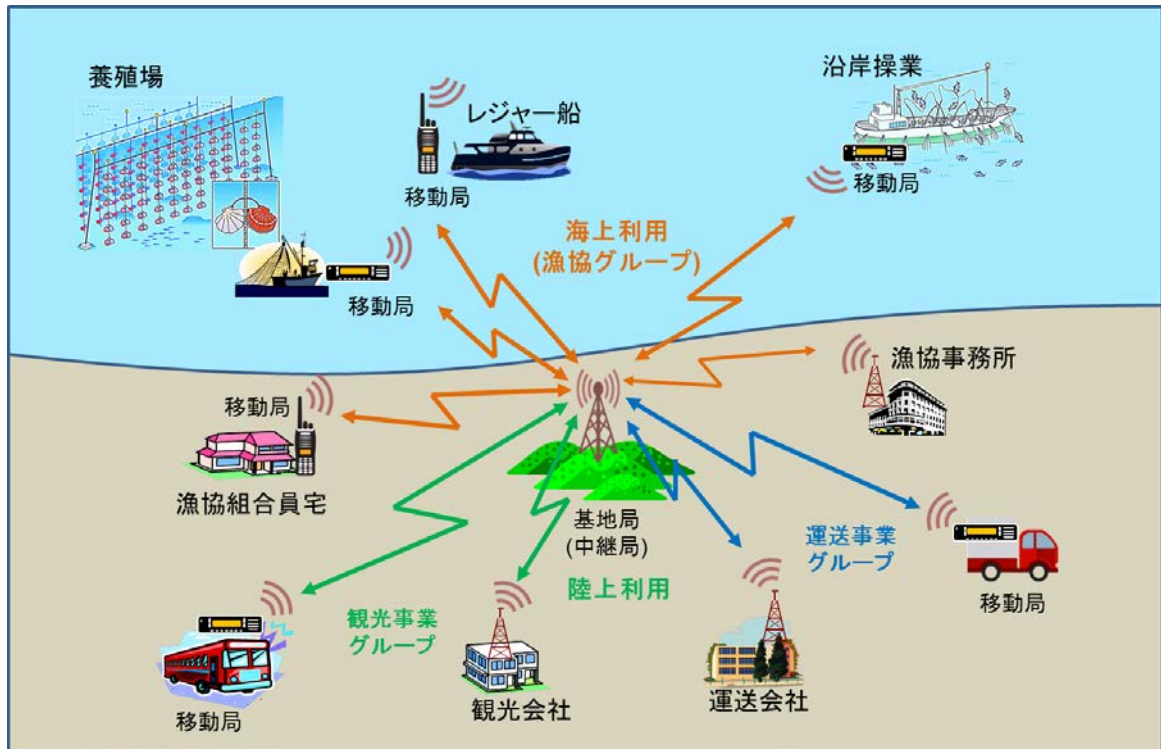 養殖場
レジャー船
沿岸操業
移動局
移動局
海上利用
(漁協グループ)
移動局
漁協事務所
移動局
漁協組合員宅
基地局
(中継局)
運送事業
グループ
陸上利用
観光事業
グループ
移動局
移動局
観光会社
運送会社